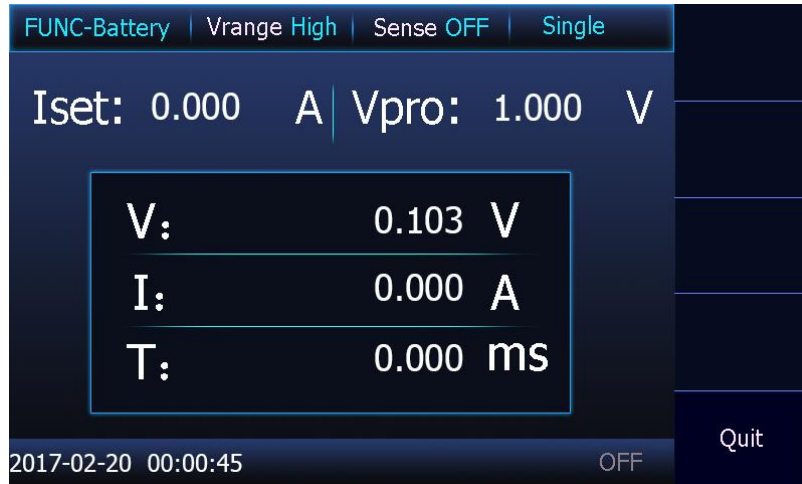 FUNC-Battery Vrange High Sense OFF Single
Iset: 0.000 A Vpro: 1.000 V
V: 0.103 V
I: 0.000 A
T: 0.000 ms
Quit
2017-02-20 00:00:45 OFF